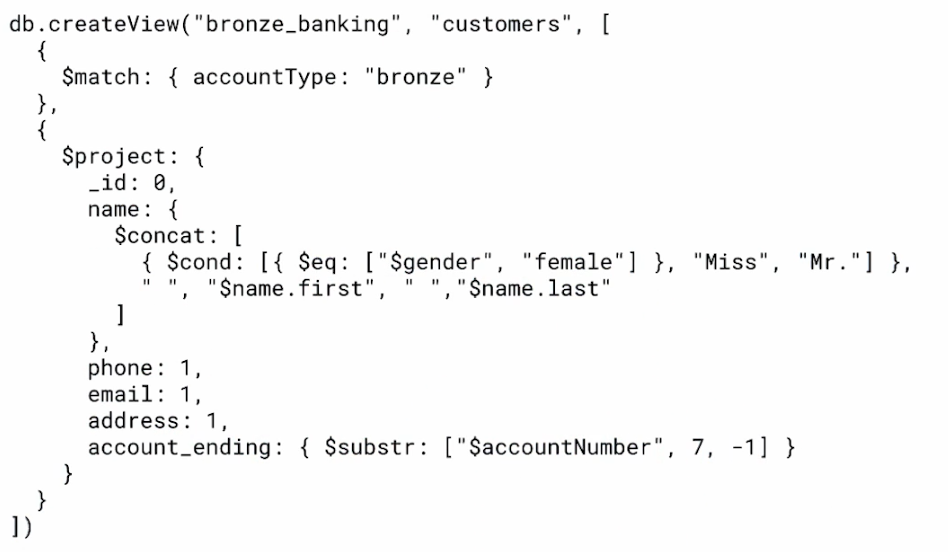 db.createView("bronze_banking", "customers", [
  {
    $match: { accountType: "bronze" }
  },
  {
    $project: {
      _id: 0,
      name: {
        $concat: [
          { $cond: [{ $eq: ["$gender", "female"] }, "Miss", "Mr."] },
          " ", "$name.first", " ","$name.last"
        ]
      },
      phone: 1,
      email: 1,
      address: 1,
      account_ending: { $substr: ["$accountNumber", 7, -1] }
    }
  }
])